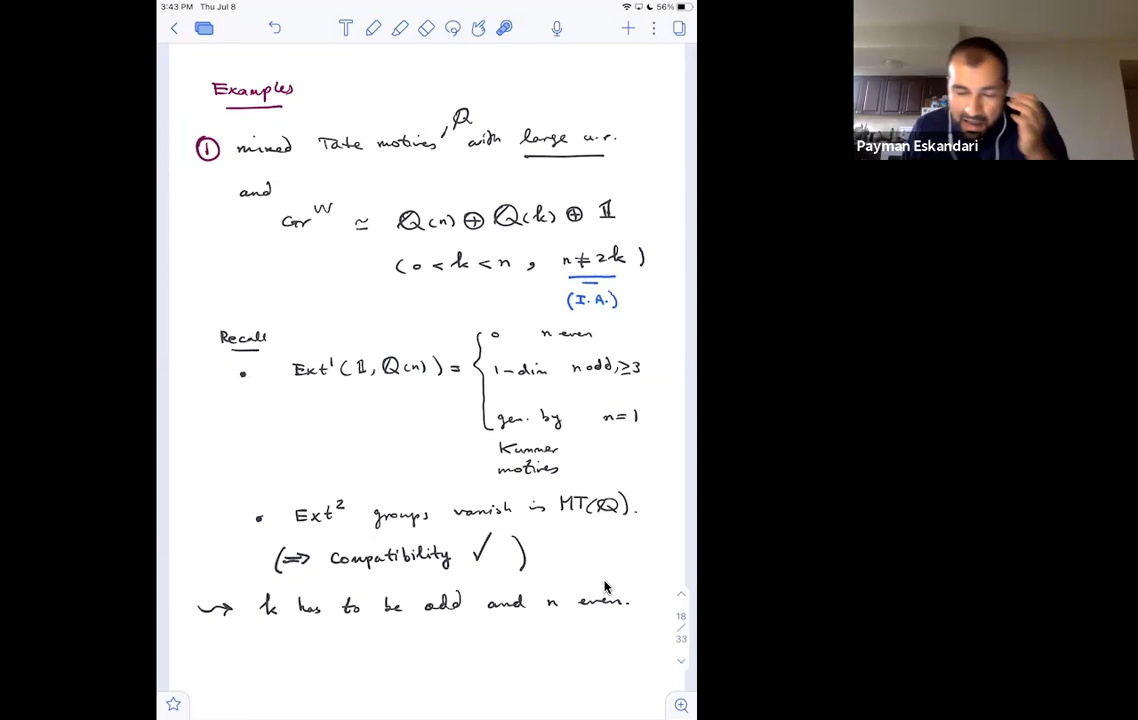 3:43 PM Thu Jul 8
56%
Examples
① mixed Tate motives, ℚ with large u.r.
and
Gr^W ≃ ℚ(n) ⊕ ℚ(k) ⊕ 𝟙
(0 < k < n, n ≠ 2k)
(I.A.)
Recall
• Ext¹(𝟙, ℚ(n)) = { 0 n even
1-dim n odd, ≥3
gen. by n=1
Kummer
motives
• Ext² groups vanish in MT(ℚ).
(⇒ compatibility ✓)
⇝ k has to be odd and n even.
18
/
33
Payman Eskandari